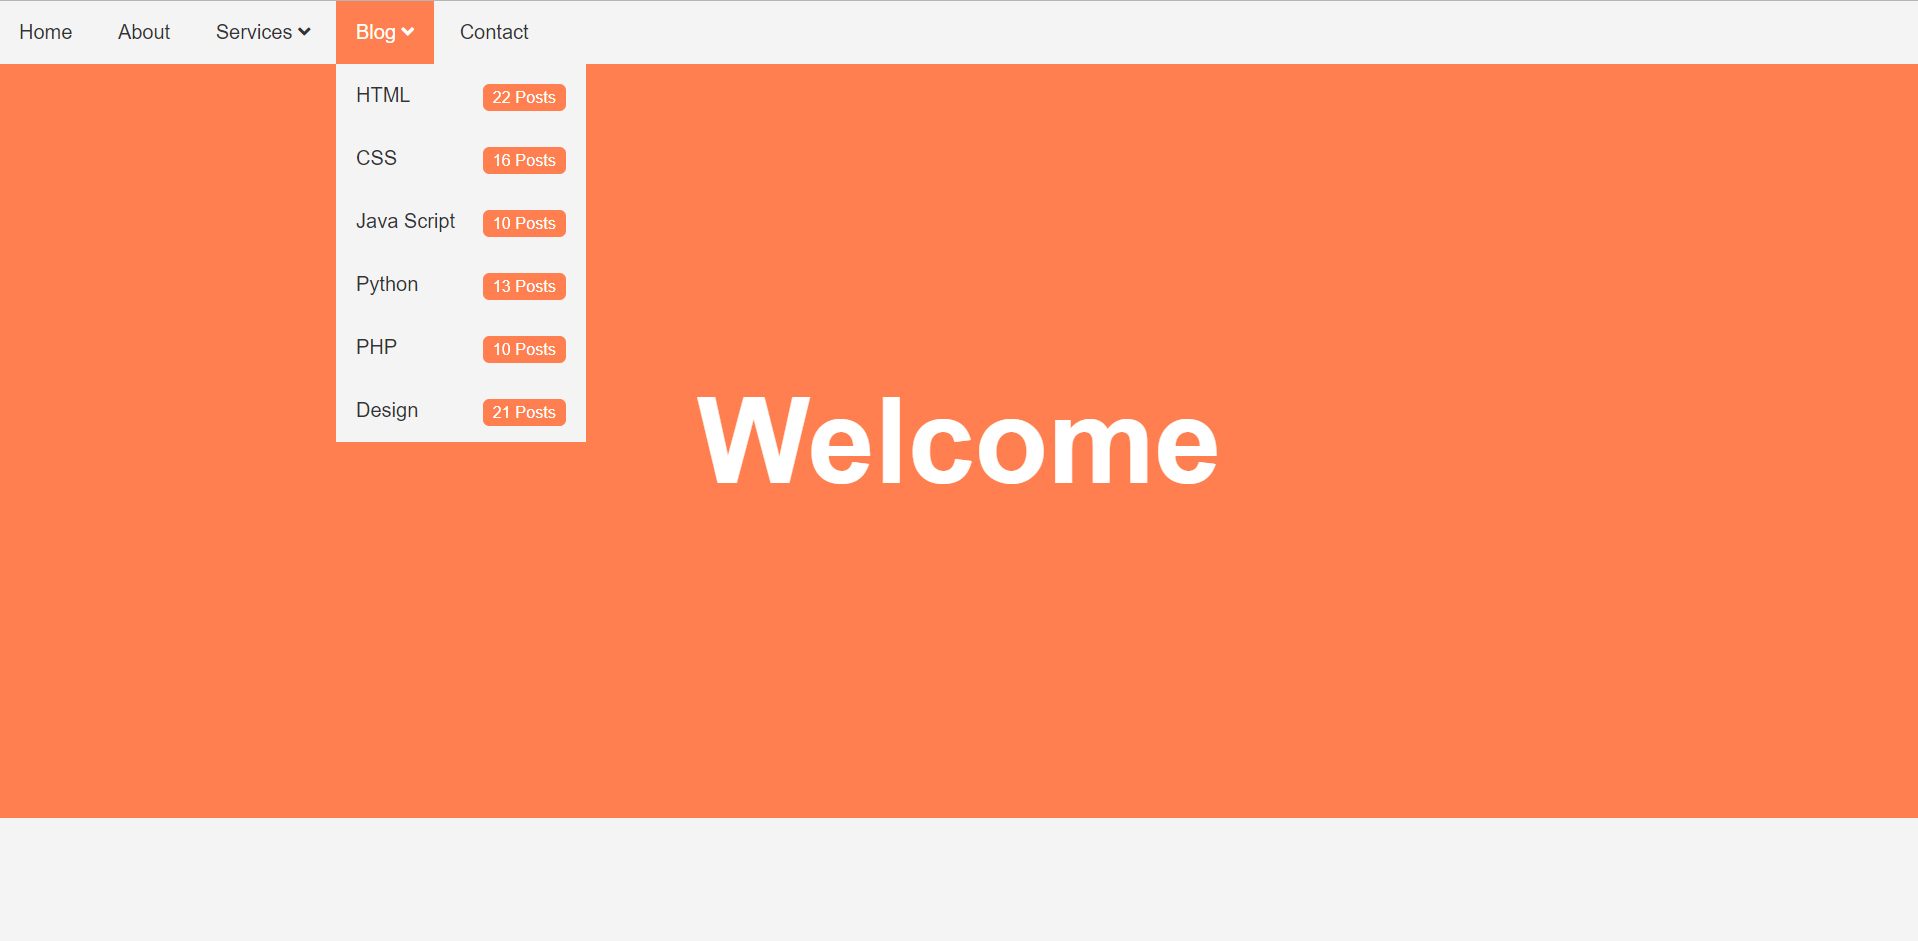 Home About Services Blog Contact
HTML 22 Posts
CSS 16 Posts
Java Script 10 Posts
Python 13 Posts
PHP 10 Posts
Design 21 Posts
Welcome